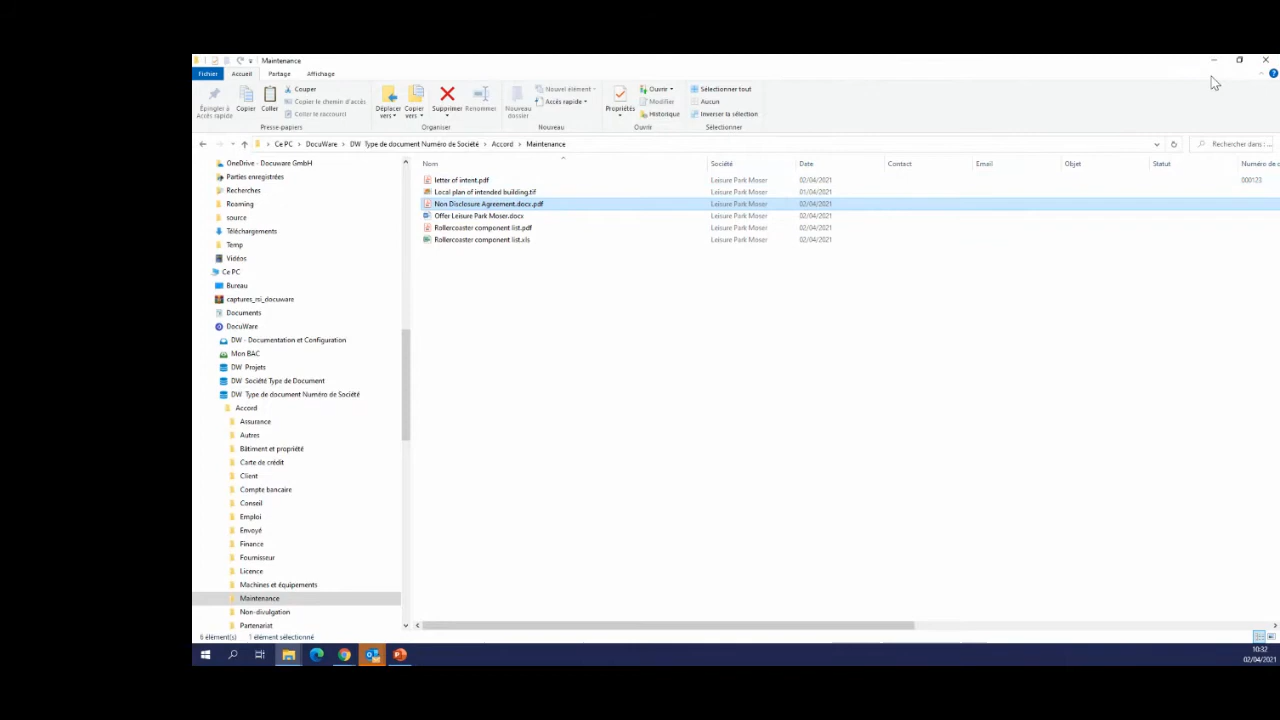 Maintenance
Fichier Accueil Partage Affichage
Épingler à Accès rapide
Copier
Coller
Couper
Copier le chemin d'accès
Coller le raccourci
Presse-papiers
Déplacer vers
Copier vers
Supprimer
Renommer
Organiser
Nouveau dossier
Nouvel élément
Accès rapide
Nouveau
Propriétés
Ouvrir
Modifier
Historique
Ouvrir
Sélectionner tout
Aucun
Inverser la sélection
Sélectionner
Ce PC > DocuWare > DW Type de document Numéro de Société > Accord > Maintenance
Rechercher dans : ...
OneDrive - Docuware GmbH
Parties enregistrées
Recherches
Roaming
source
Téléchargements
Temp
Vidéos
Ce PC
Bureau
captures_mi_docuware
Documents
DocuWare
DW - Documentation et Configuration
Mon BAC
DW Projets
DW Société Type de Document
DW Type de document Numéro de Société
Accord
Assurance
Autres
Bâtiment et propriété
Carte de crédit
Client
Compte bancaire
Conseil
Emploi
Envoyé
Finance
Fournisseur
Licence
Machines et équipements
Maintenance
Non-divulgation
Partenariat
Nom Société Date Contact Email Objet Statut Numéro de c
letter of intent.pdf Leisure Park Moser 02/04/2021 000123
Local plan of intended building.tif Leisure Park Moser 01/04/2021
Non Disclosure Agreement.docx.pdf Leisure Park Moser 02/04/2021
Offer Leisure Park Moser.docx Leisure Park Moser 02/04/2021
Rollercoaster component list.pdf Leisure Park Moser 02/04/2021
Rollercoaster component list.xls Leisure Park Moser 02/04/2021
6 élément(s) 1 élément sélectionné
10:32
02/04/2021